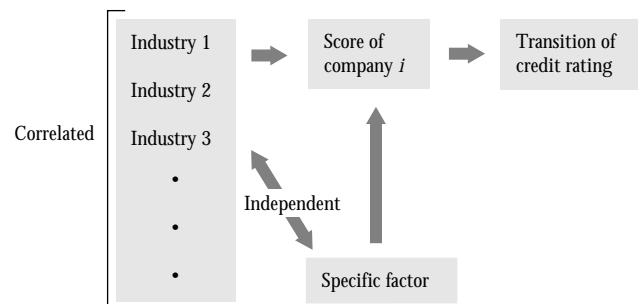 Correlated
Industry 1
Industry 2
Industry 3
•
•
•
Score of
company i
Transition of
credit rating
Independent
Specific factor